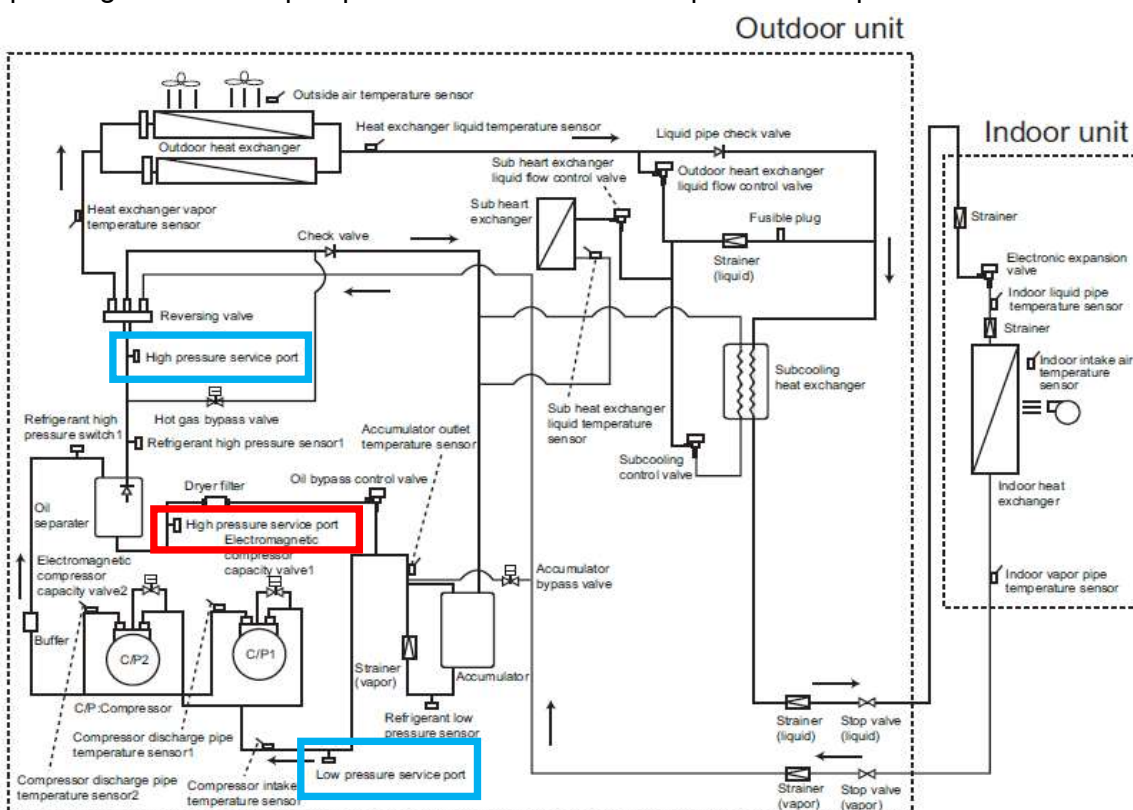 Outdoor unit
Indoor unit
Outside air temperature sensor
Outdoor heat exchanger
Heat exchanger liquid temperature sensor
Liquid pipe check valve
Sub heart exchanger
liquid flow control valve
Outdoor heart exchanger
liquid flow control valve
Sub heart
exchanger
Heat exchanger vapor
temperature sensor
Check valve
Fusible plug
Strainer
(liquid)
Strainer
Electronic expansion
valve
Indoor liquid pipe
temperature sensor
Strainer
Reversing valve
High pressure service port
Indoor intake air
temperature
sensor
Subcooling
heat exchanger
Hot gas bypass valve
Refrigerant high
pressure switch1
Refrigerant high pressure sensor1
Accumulator outlet
temperature sensor
Sub heat exchanger
liquid temperature
sensor
Subcooling
control valve
Indoor heat
exchanger
Dryer filter
Oil bypass control valve
Oil
separater
High pressure service port
Electromagnetic
compressor
capacity valve1
Electromagnetic
compressor
capacity valve2
Accumulator
bypass valve
Indoor vapor pipe
temperature sensor
Buffer
C/P2
C/P1
Strainer
(vapor)
Accumulator
C/P:Compressor
Refrigerant low
pressure sensor
Compressor discharge pipe
temperature sensor1
Strainer
(liquid)
Stop valve
(liquid)
Compressor discharge pipe
temperature sensor2
Compressor intake
temperature sensor
Low pressure service port
Strainer
(vapor)
Stop valve
(vapor)